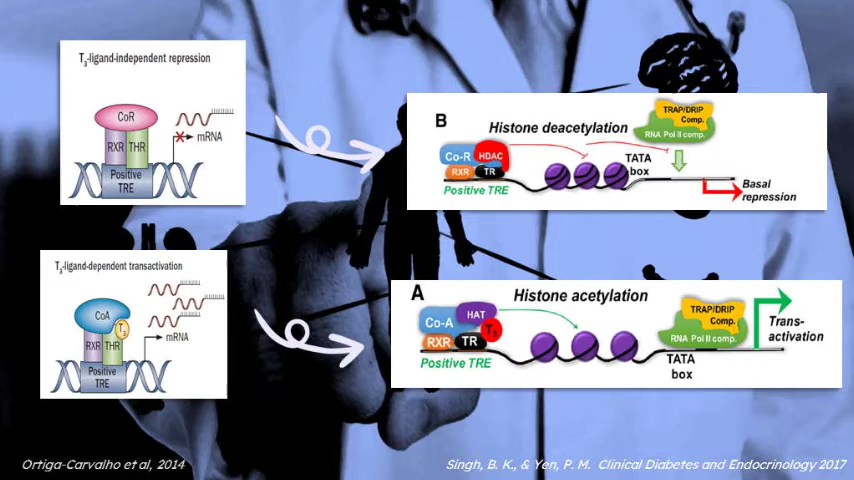 T3-ligand-independent repression
CoR
mRNA
RXR THR
Positive
TRE
B
Histone deacetylation
TRAP/DRIP
Comp.
RNA Pol II comp.
Co-R HDAC
RXR TR
Positive TRE
TATA
box
Basal
repression
T3-ligand-dependent transactivation
CoA
T3
RXR THR
mRNA
Positive
TRE
A
Histone acetylation
HAT
Co-A
T3
RXR TR
Positive TRE
TRAP/DRIP
Comp.
RNA Pol II comp.
TATA
box
Trans-
activation
Ortiga-Carvalho et al, 2014
Singh, B. K., & Yen, P. M. Clinical Diabetes and Endocrinology 2017